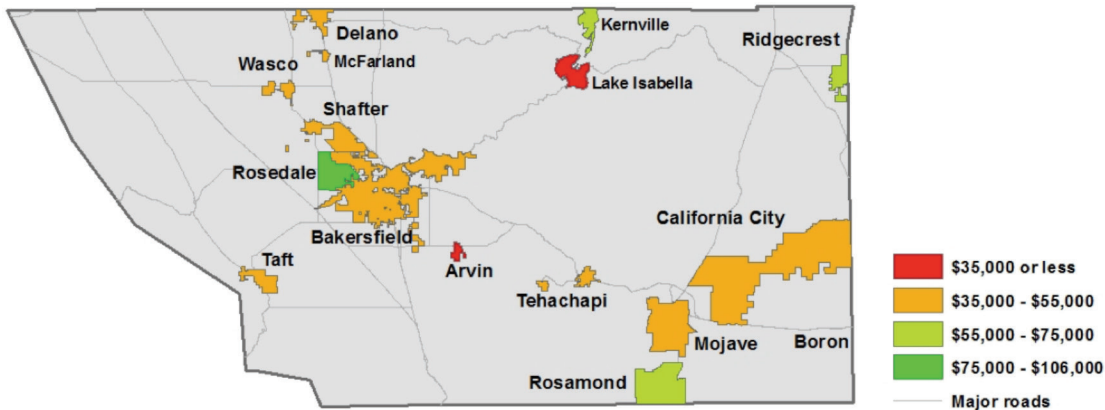 Kernville
Delano
Ridgecrest
McFarland
Wasco
Lake Isabella
Shafter
Rosedale
California City
Bakersfield
Taft
Arvin
Tehachapi
Mojave
Boron
Rosamond
$35,000 or less
$35,000 - $55,000
$55,000 - $75,000
$75,000 - $106,000
Major roads